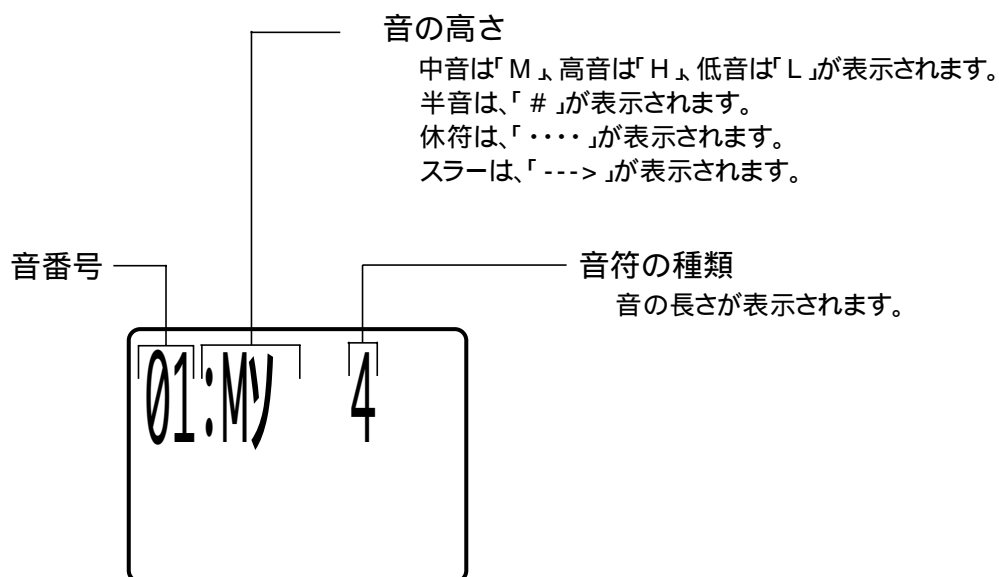 音の高さ
中音は「M」、高音は「H」、低音は「L」が表示されます。
半音は、「#」が表示されます。
休符は、「・・・・」が表示されます。
スラーは、「--->」が表示されます。
音番号
音符の種類
音の長さが表示されます。
01:Mソ 4